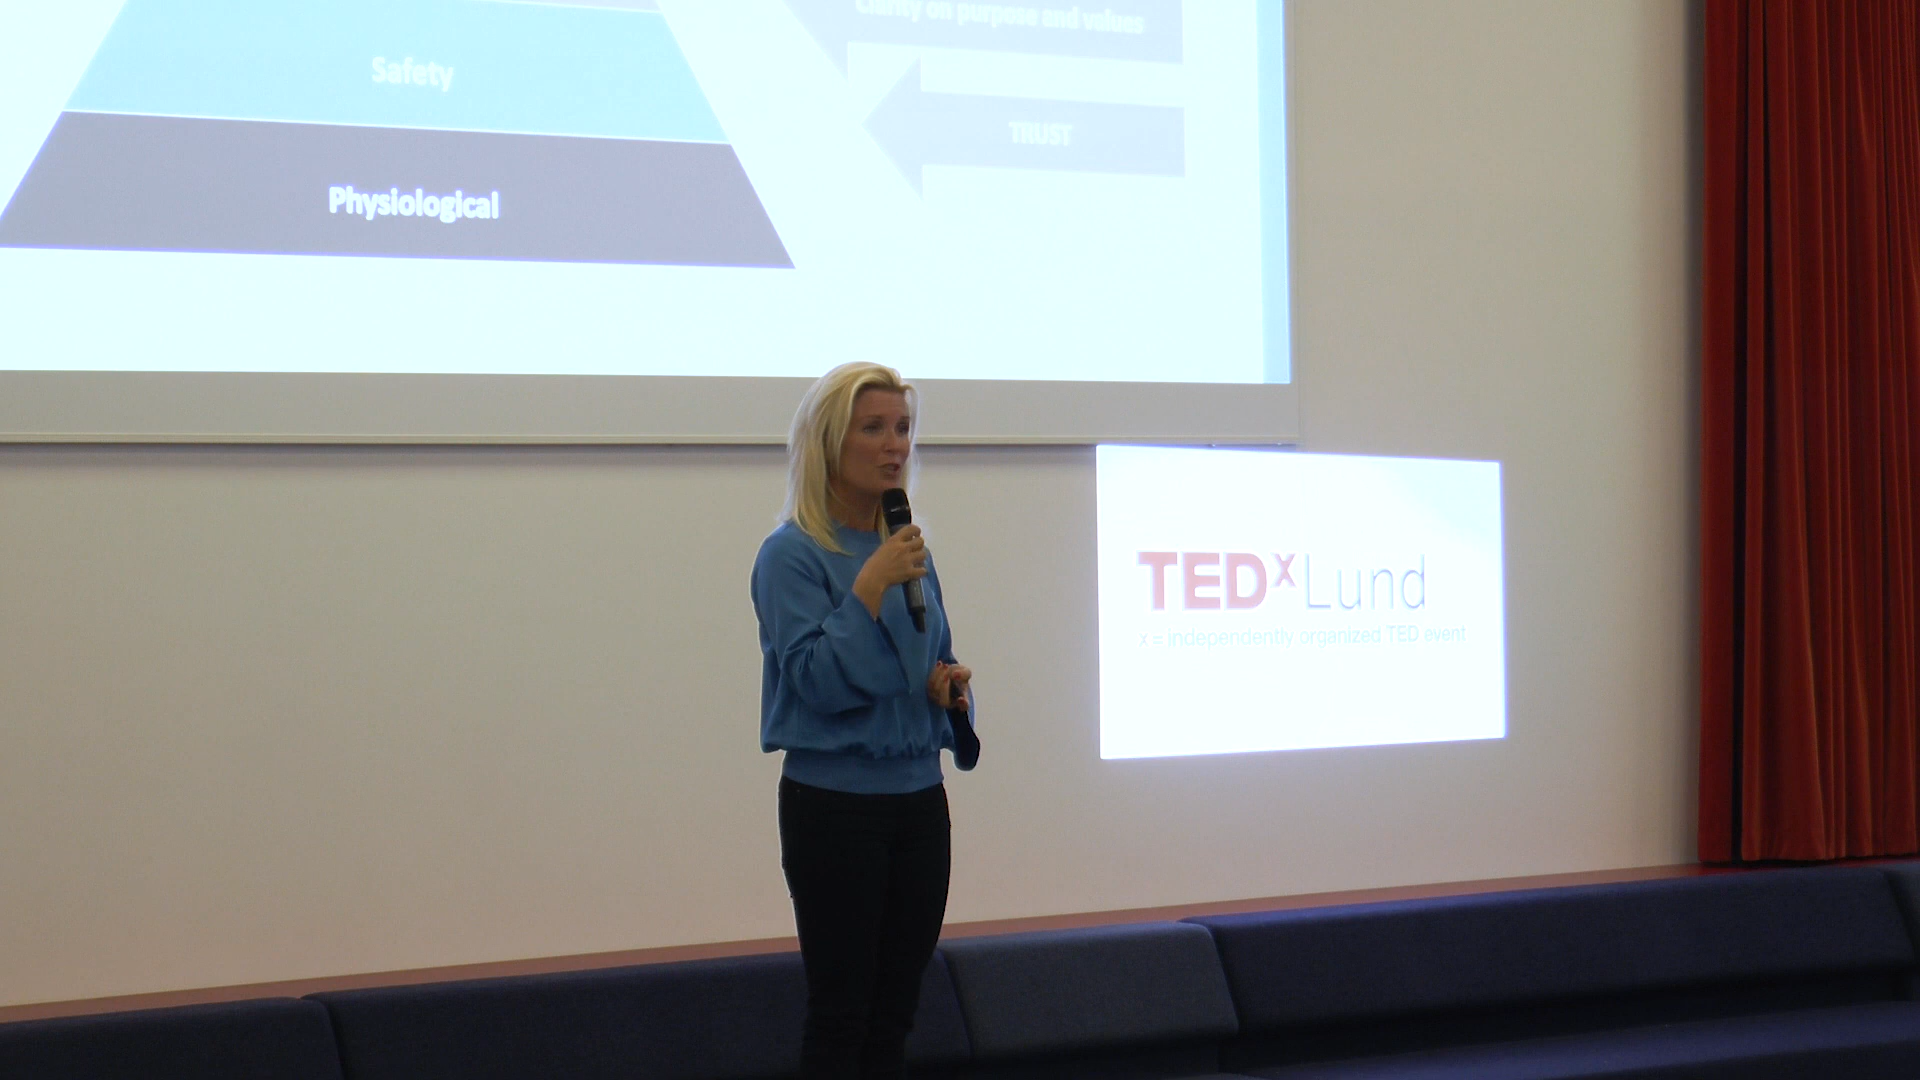 Clarity on purpose and values
Safety
TRUST
Physiological
TEDxLund
x = independently organized TED event